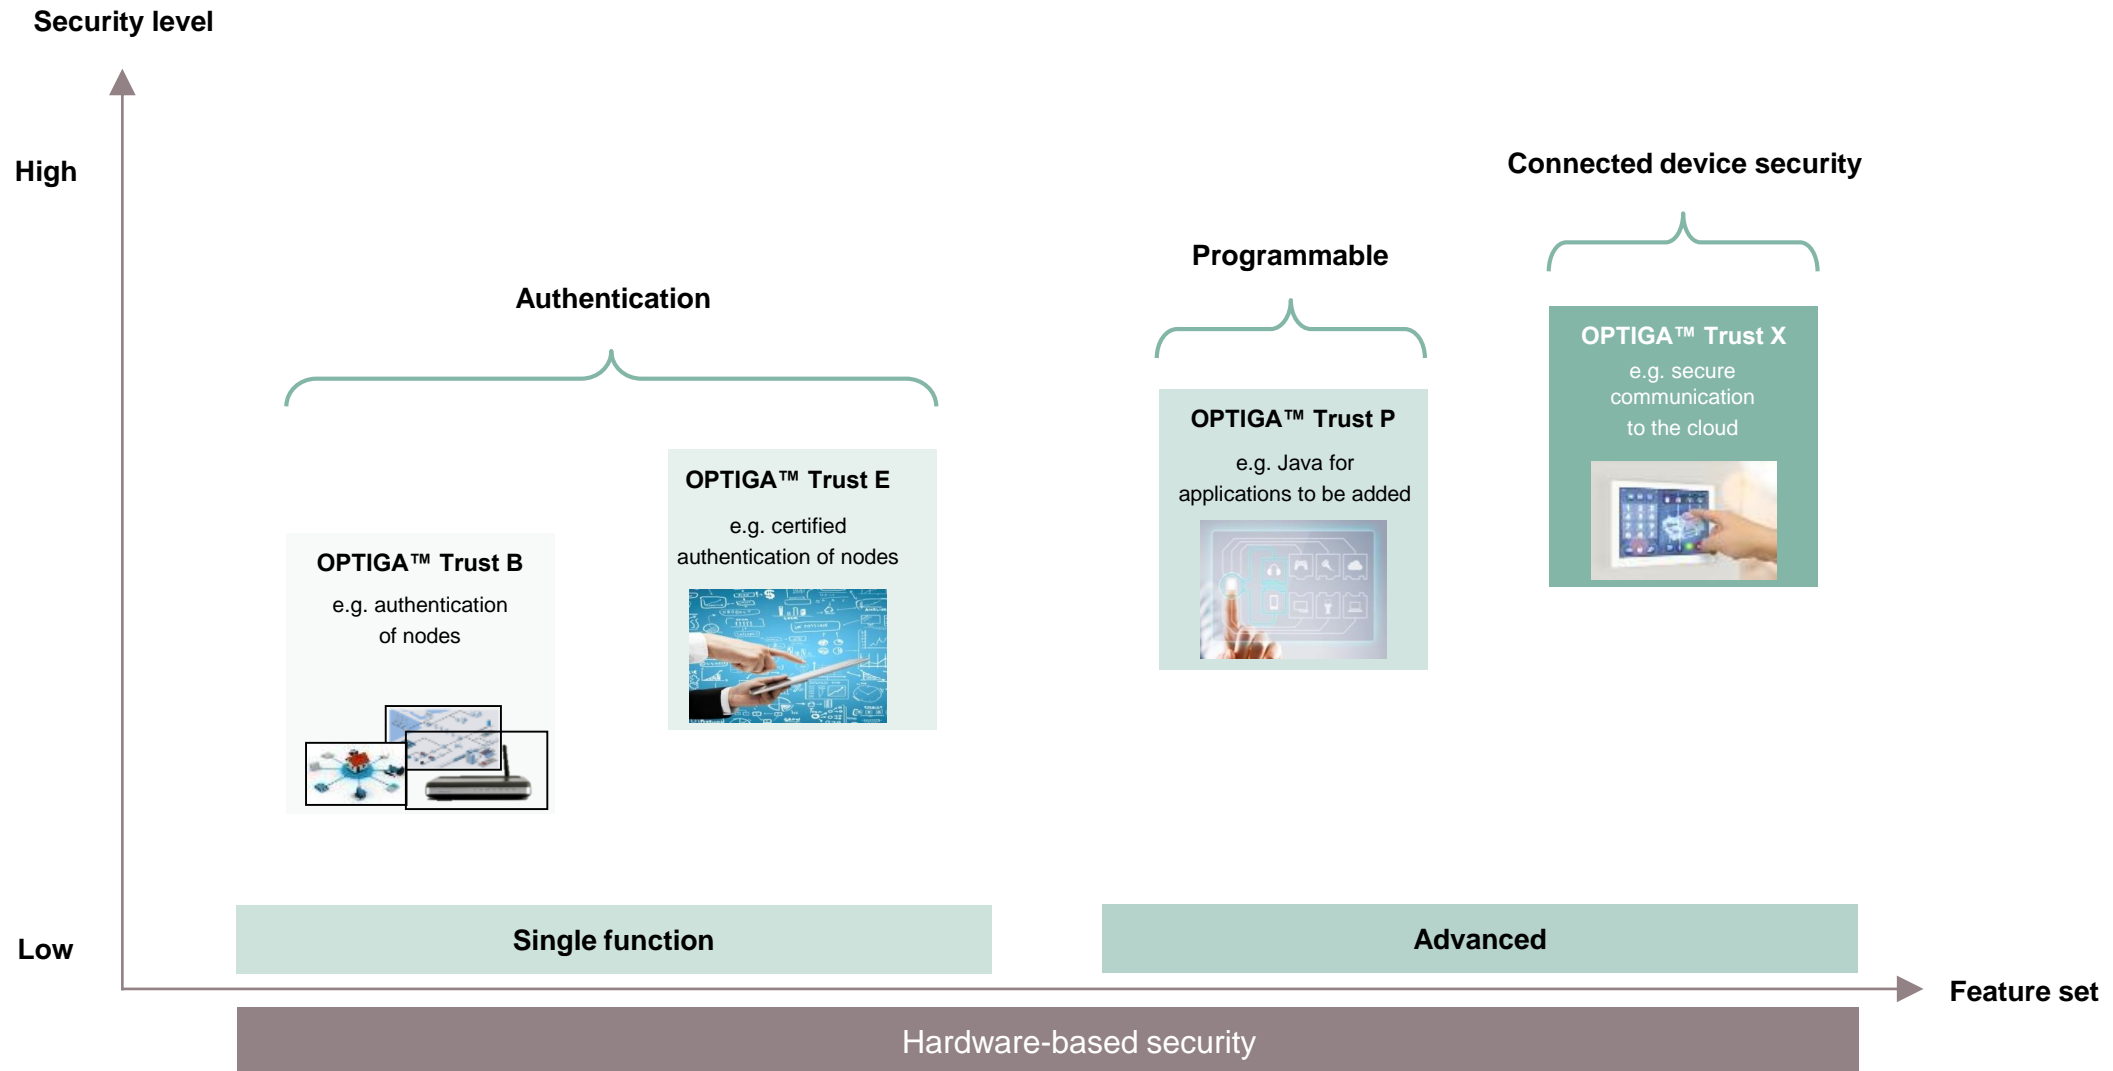 Security level
High
Connected device security
Programmable
Authentication
OPTIGA™ Trust X
e.g. secure
communication
to the cloud
OPTIGA™ Trust P
e.g. Java for
applications to be added
OPTIGA™ Trust E
e.g. certified
authentication of nodes
OPTIGA™ Trust B
e.g. authentication
of nodes
Low
Single function
Advanced
Feature set
Hardware-based security